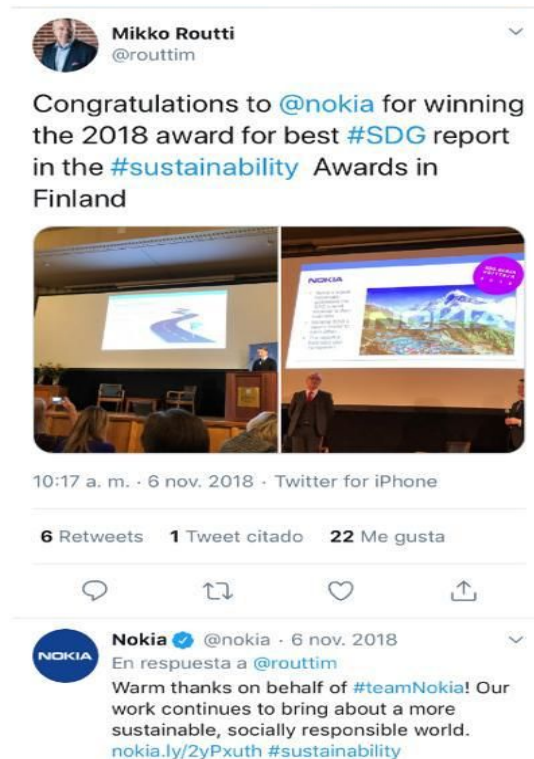 Mikko Routti
@routtim
Congratulations to @nokia for winning
the 2018 award for best #SDG report
in the #sustainability Awards in
Finland
NOKIA
10:17 a. m. · 6 nov. 2018 · Twitter for iPhone
6 Retweets 1 Tweet citado 22 Me gusta
NOKIA
Nokia @nokia · 6 nov. 2018
En respuesta a @routtim
Warm thanks on behalf of #teamNokia! Our
work continues to bring about a more
sustainable, socially responsible world.
nokia.ly/2yPxuth #sustainability